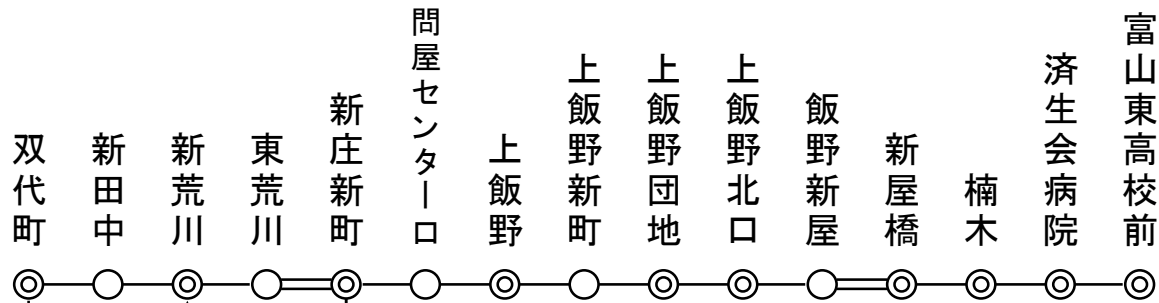 双代町
新田中
新荒川
東荒川
新庄新町
問屋センター口
上飯野
上飯野新町
上飯野団地
上飯野北口
飯野新屋
新屋橋
楠木
済生会病院
富山東高校前